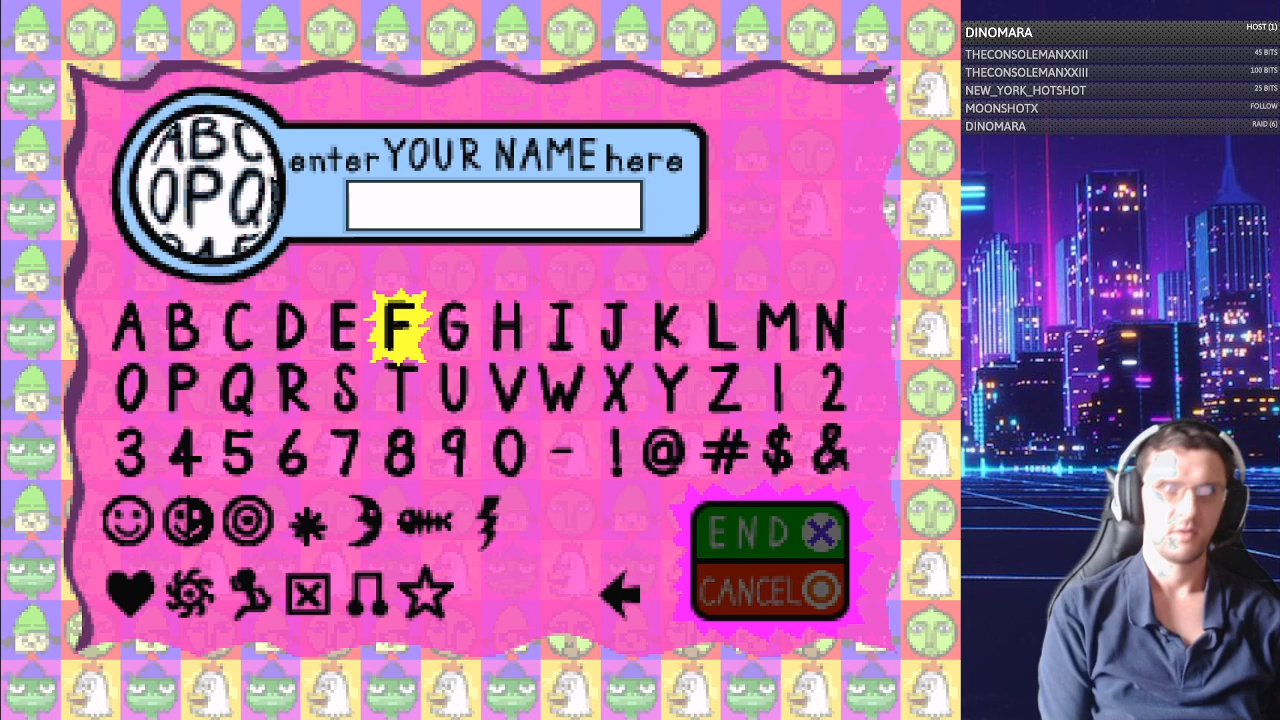 ABC
OPQ
enter YOUR NAME here
A B C D E F G H I J K L M N
O P Q R S T U V W X Y Z 1 2
3 4 5 6 7 8 9 0 - ! @ # $ &
END
CANCEL
DINOMARA HOST (1)
THECONSOLEMANXXIII 45 BITS
THECONSOLEMANXXIII 100 BITS
NEW_YORK_HOTSHOT 25 BITS
MOONSHOTX FOLLOW
DINOMARA RAID (6)